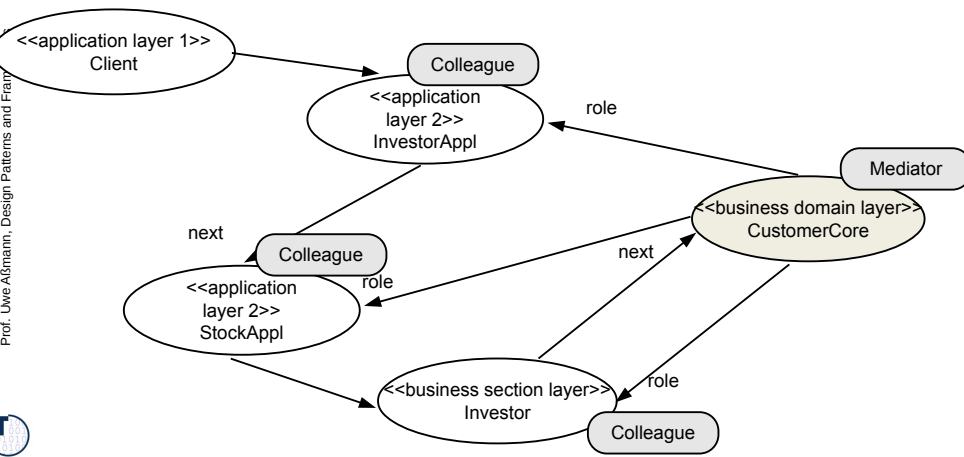 <<application layer 1>>
Client
Colleague
<<application
layer 2>>
InvestorAppl
role
Mediator
<<business domain layer>>
CustomerCore
next
Colleague
next
role
<<application
layer 2>>
StockAppl
<<business section layer>>
Investor
role
Colleague
Prof. Uwe Aßmann, Design Patterns and Fram